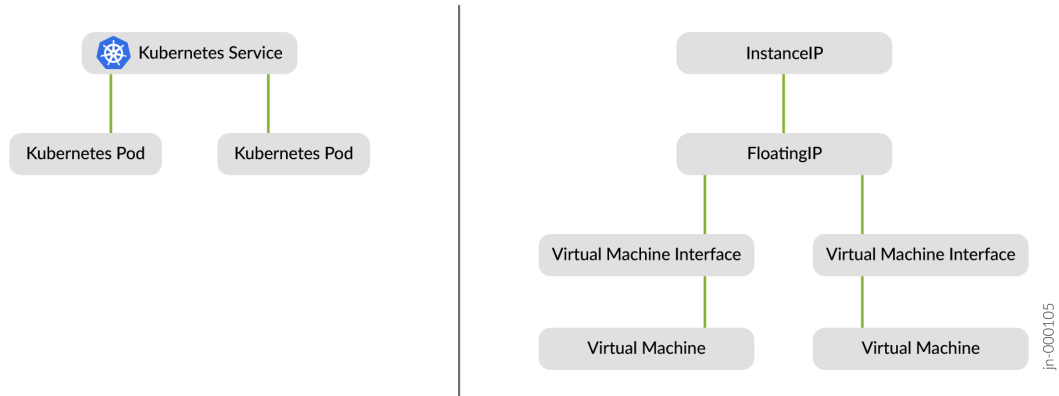 Kubernetes Service
Kubernetes Pod
Kubernetes Pod
InstanceIP
FloatingIP
Virtual Machine Interface
Virtual Machine Interface
Virtual Machine
Virtual Machine
jn-000105